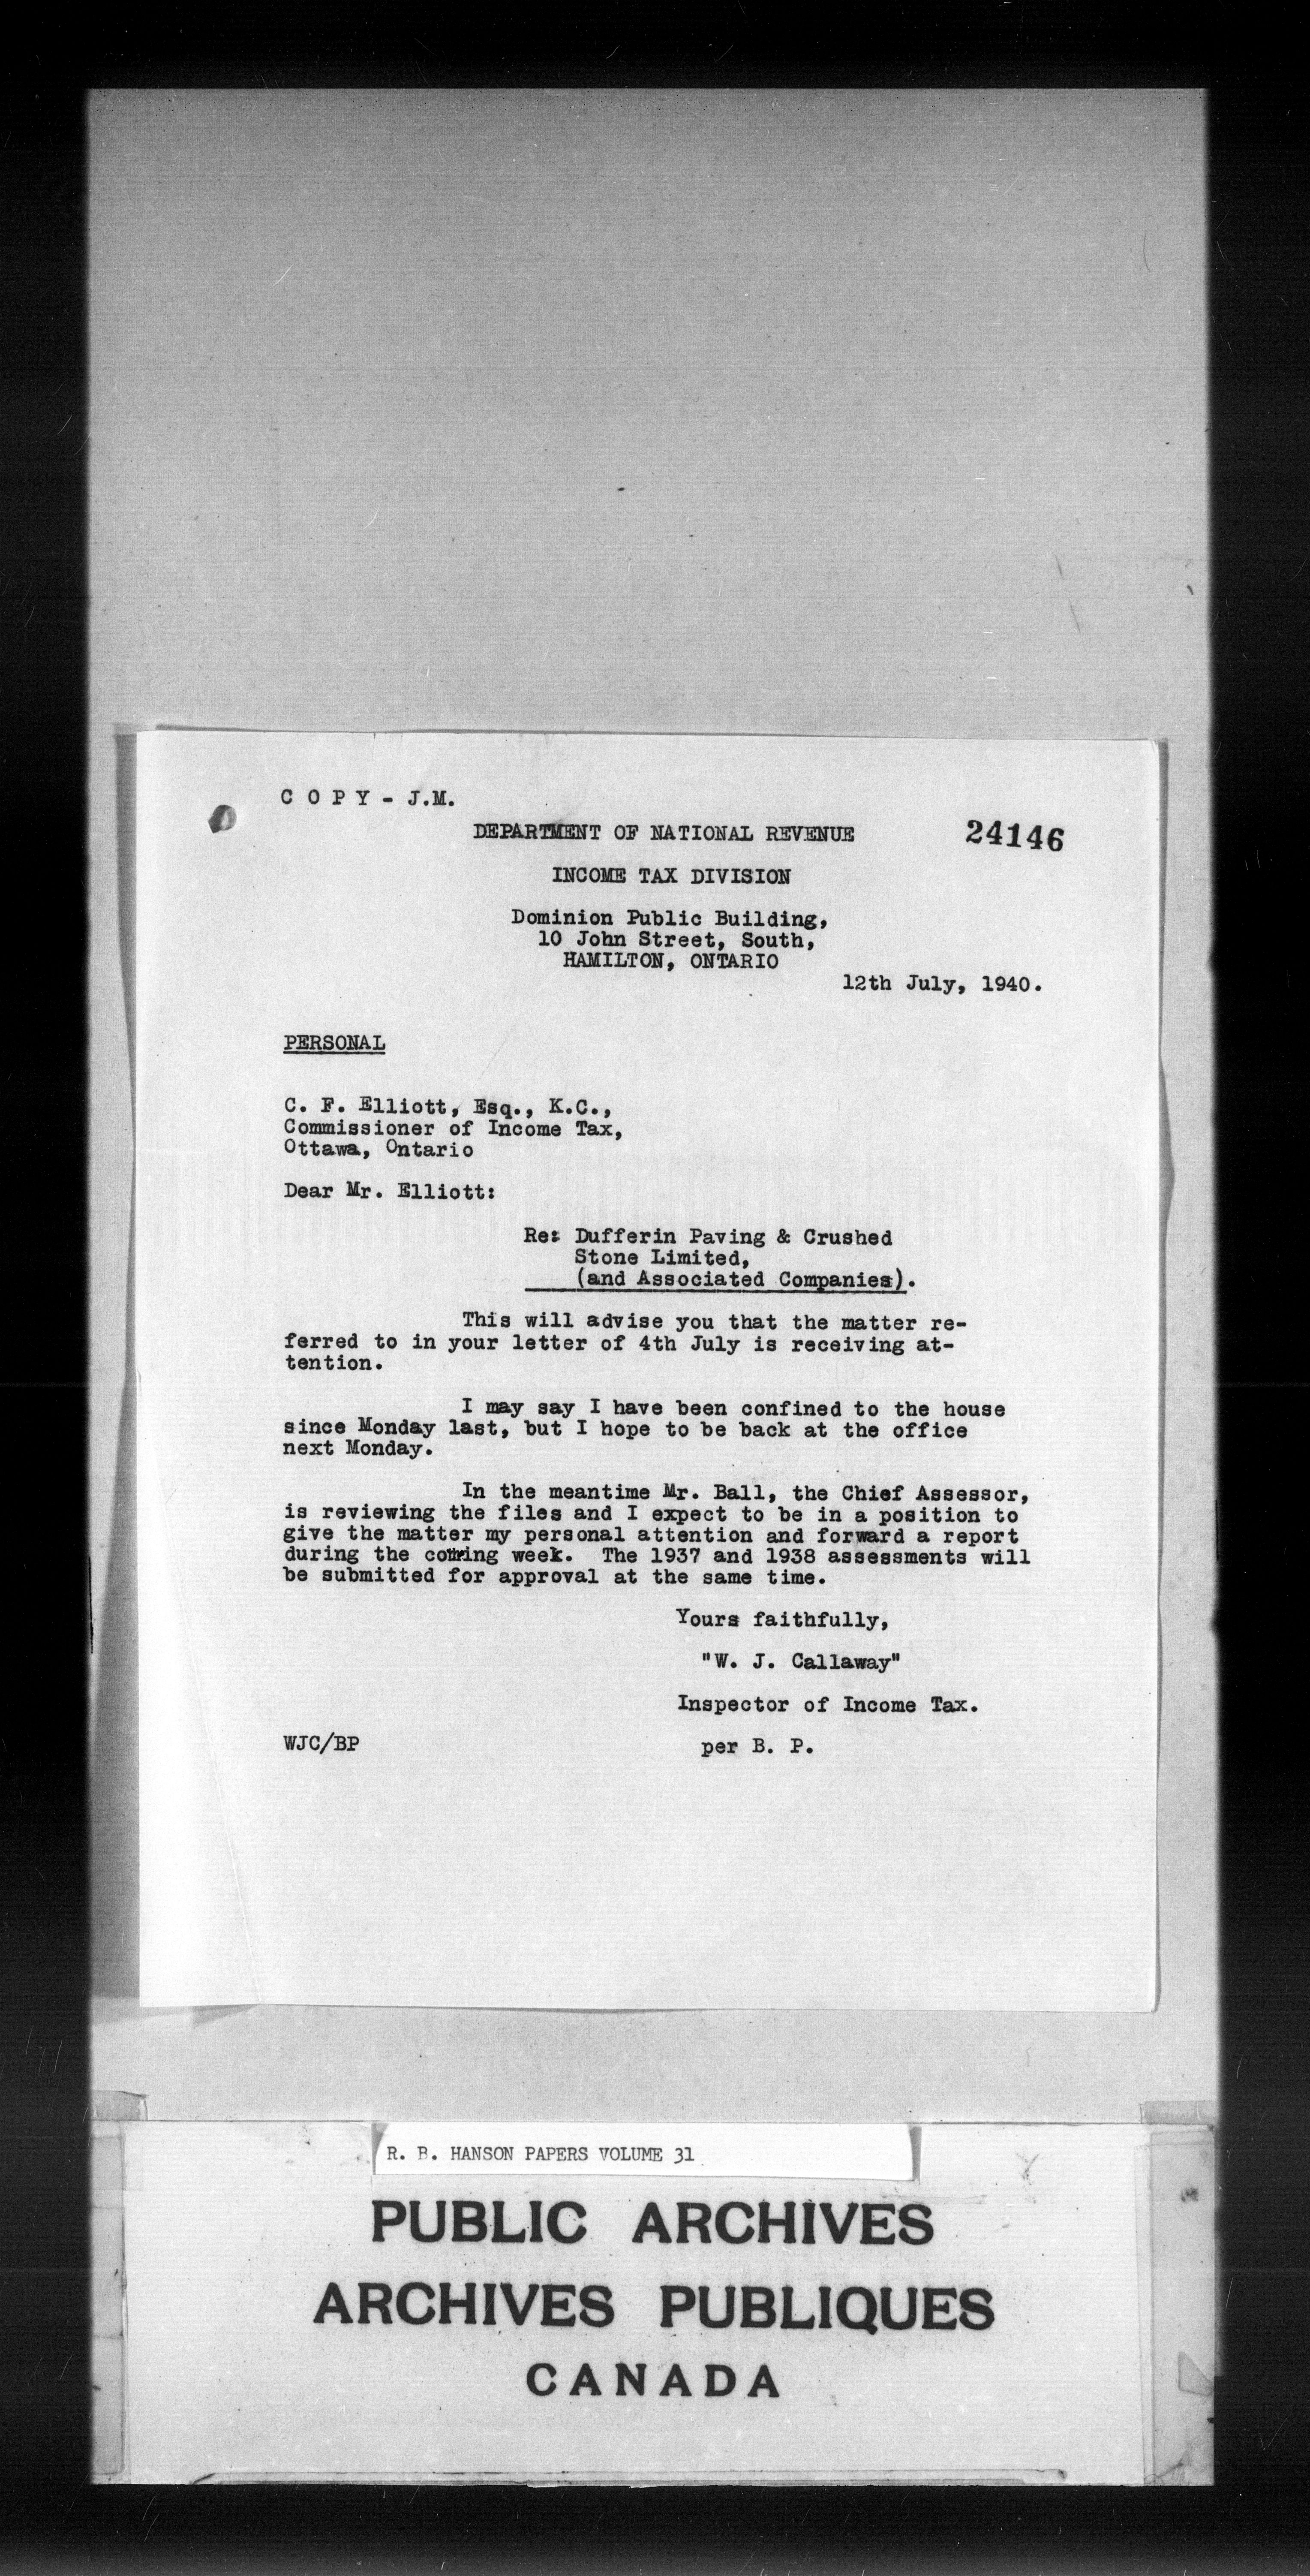 C O P Y - J.M.
DEPARTMENT OF NATIONAL REVENUE
24146
INCOME TAX DIVISION
Dominion Public Building,
10 John Street, South,
HAMILTON, ONTARIO
12th July, 1940.
PERSONAL
C. F. Elliott, Esq., K.C.,
Commissioner of Income Tax,
Ottawa, Ontario
Dear Mr. Elliott:
Re: Dufferin Paving & Crushed
Stone Limited,
(and Associated Companies).
This will advise you that the matter re-
ferred to in your letter of 4th July is receiving at-
tention.
I may say I have been confined to the house
since Monday last, but I hope to be back at the office
next Monday.
In the meantime Mr. Ball, the Chief Assessor,
is reviewing the files and I expect to be in a position to
give the matter my personal attention and forward a report
during the coming week. The 1937 and 1938 assessments will
be submitted for approval at the same time.
Yours faithfully,
"W. J. Callaway"
Inspector of Income Tax.
WJC/BP
per B. P.
R. B. HANSON PAPERS VOLUME 31
PUBLIC ARCHIVES
ARCHIVES PUBLIQUES
CANADA